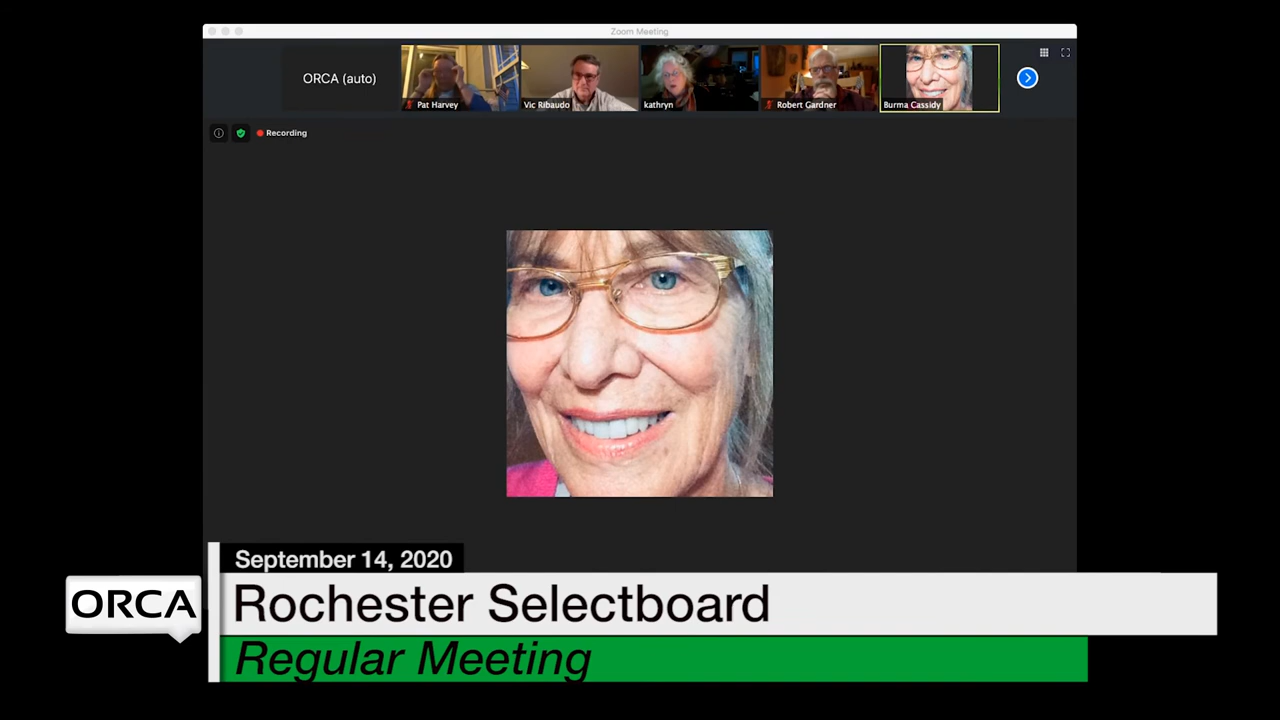 Zoom Meeting
ORCA (auto)
Pat Harvey
Vic Ribaudo
kathryn
Robert Gardner
Burma Cassidy
Recording
September 14, 2020
ORCA
Rochester Selectboard
Regular Meeting